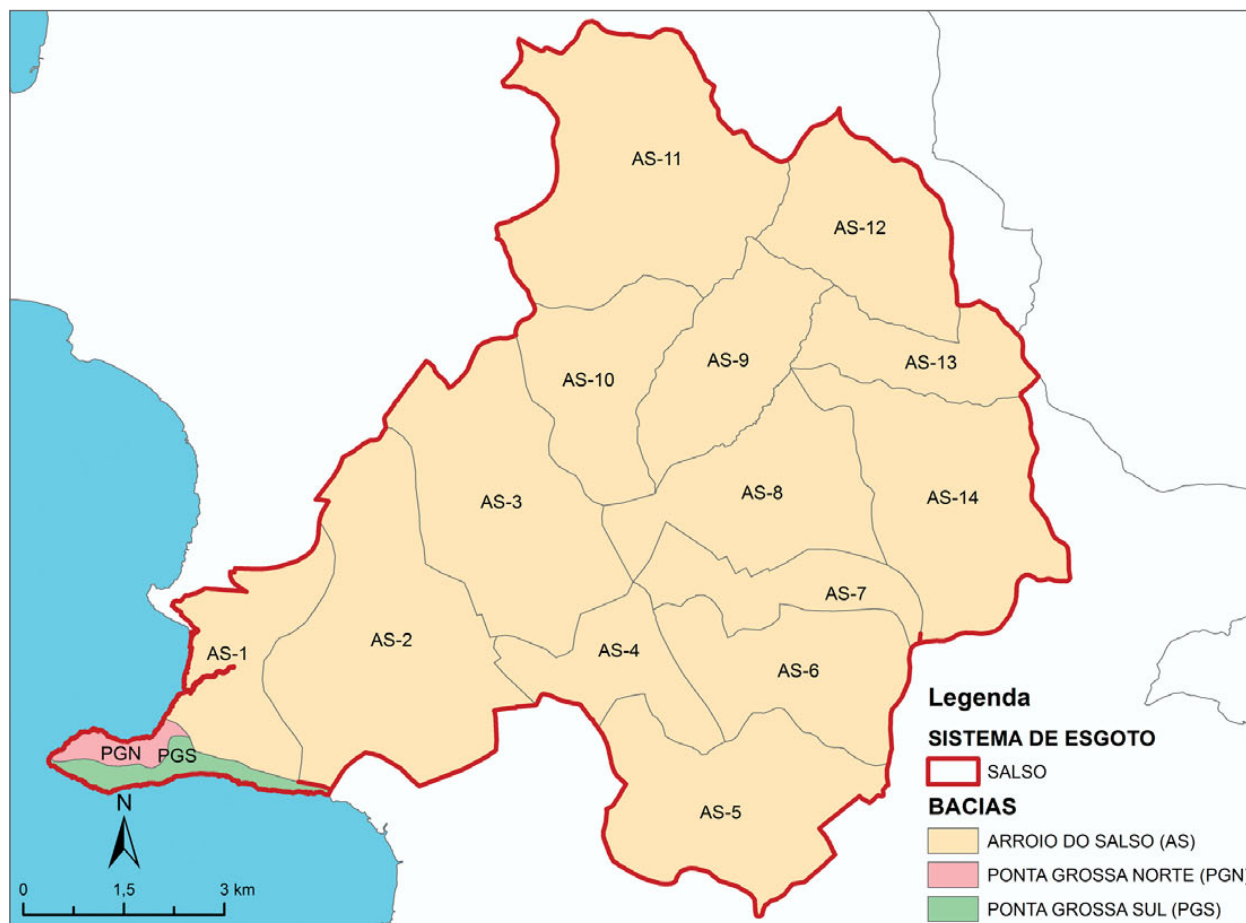 AS-11
AS-12
AS-9
AS-13
AS-10
AS-3
AS-8
AS-14
AS-7
AS-2
AS-1
AS-4
AS-6
PGN
PGS
AS-5
N
0 1,5 3 km
Legenda
SISTEMA DE ESGOTO
SALSO
BACIAS
ARROIO DO SALSO (AS)
PONTA GROSSA NORTE (PGN)
PONTA GROSSA SUL (PGS)